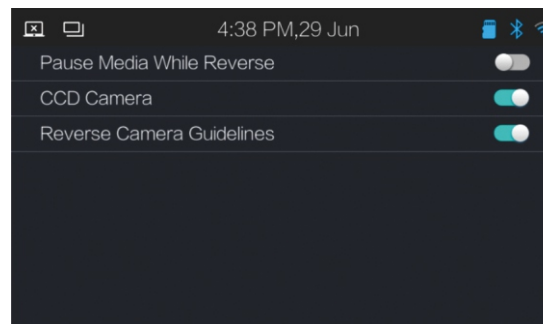 4:38 PM,29 Jun
Pause Media While Reverse
CCD Camera
Reverse Camera Guidelines